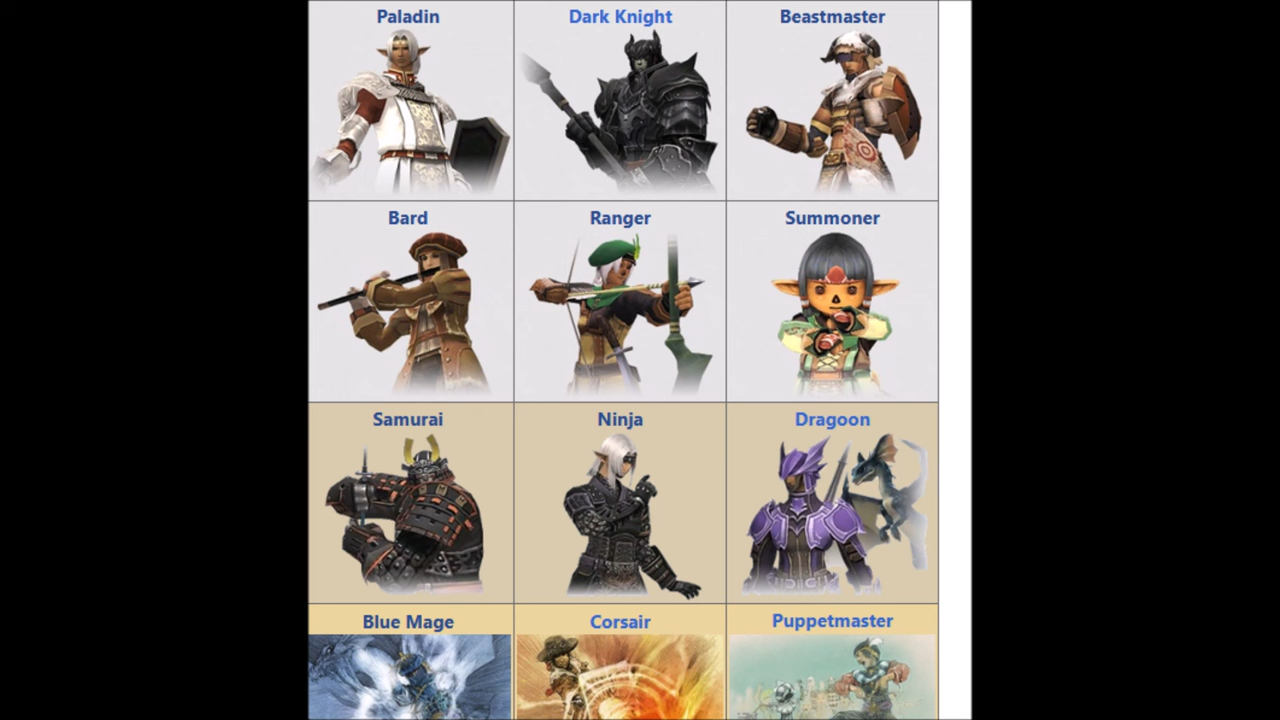 Paladin
Dark Knight
Beastmaster
Bard
Ranger
Summoner
Samurai
Ninja
Dragoon
Blue Mage
Corsair
Puppetmaster